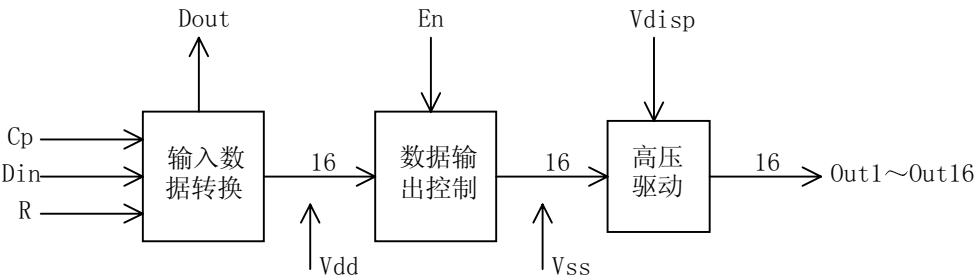 Dout
En
Vdisp
Cp
Din
R
输入数
据转换
16
数据输
出控制
16
高压
驱动
16
Out1～Out16
Vdd
Vss